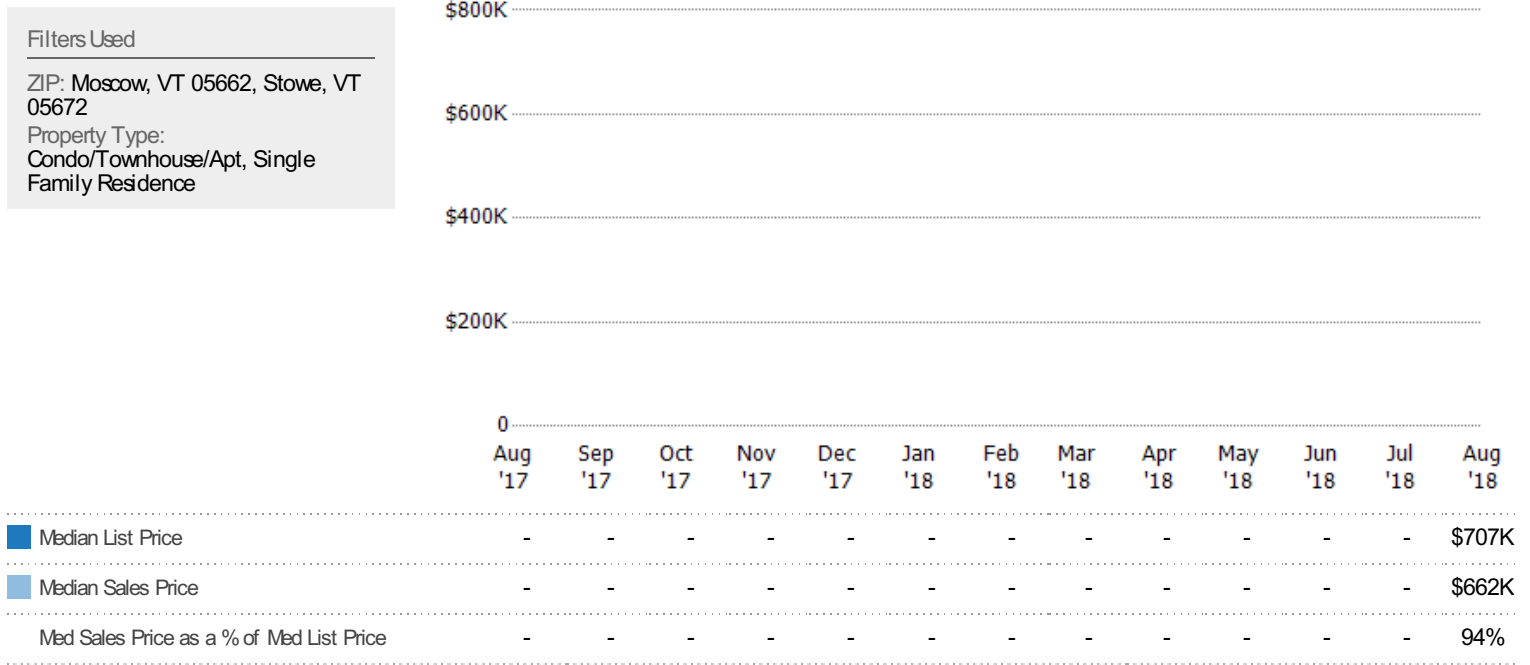 Filters Used
ZIP: Moscow, VT 05662, Stowe, VT
05672
Property Type:
Condo/Townhouse/Apt, Single
Family Residence
$800K
$600K
$400K
$200K
0
Aug Sep Oct Nov Dec Jan Feb Mar Apr May Jun Jul Aug
'17 '17 '17 '17 '17 '18 '18 '18 '18 '18 '18 '18 '18
Median List Price - - - - - - - - - - - - $707K
Median Sales Price - - - - - - - - - - - - $662K
Med Sales Price as a % of Med List Price - - - - - - - - - - - - 94%